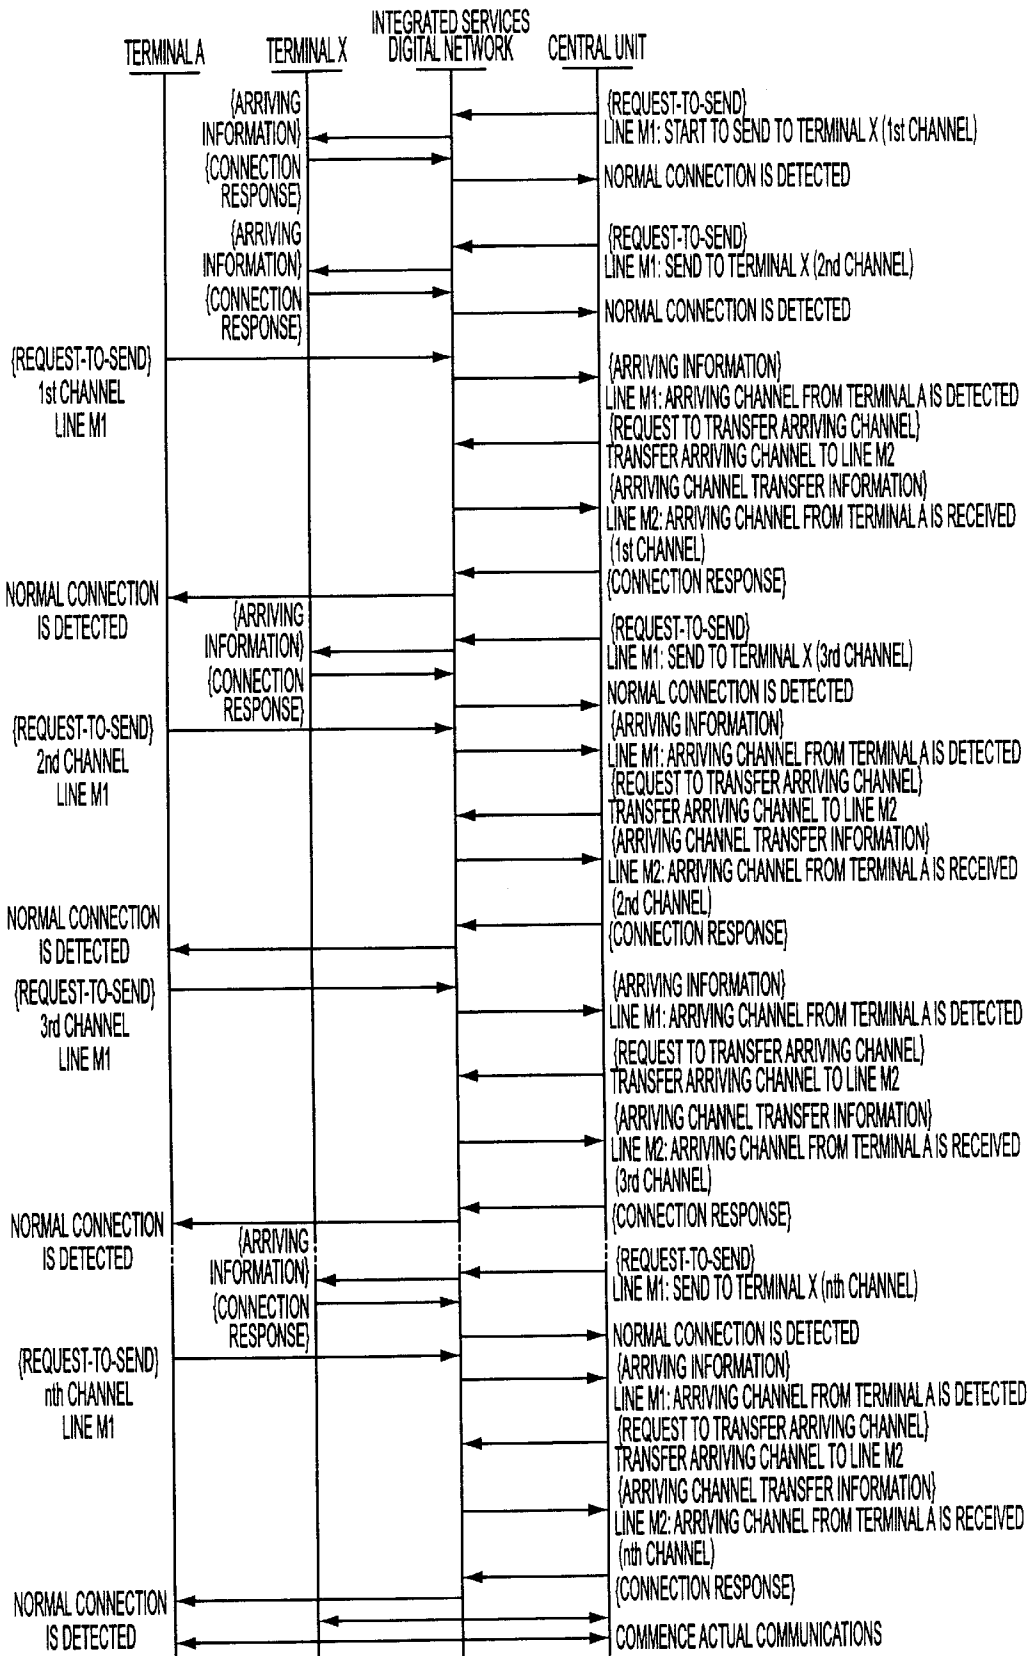 TERMINAL A
TERMINAL X
INTEGRATED SERVICES
DIGITAL NETWORK
CENTRAL UNIT
{ARRIVING
INFORMATION}
{REQUEST-TO-SEND}
LINE M1: START TO SEND TO TERMINAL X (1st CHANNEL)
{CONNECTION
RESPONSE}
NORMAL CONNECTION IS DETECTED
{ARRIVING
INFORMATION}
{REQUEST-TO-SEND}
LINE M1: SEND TO TERMINAL X (2nd CHANNEL)
{CONNECTION
RESPONSE}
NORMAL CONNECTION IS DETECTED
{REQUEST-TO-SEND}
1st CHANNEL
LINE M1
{ARRIVING INFORMATION}
LINE M1: ARRIVING CHANNEL FROM TERMINAL A IS DETECTED
{REQUEST TO TRANSFER ARRIVING CHANNEL}
TRANSFER ARRIVING CHANNEL TO LINE M2
{ARRIVING CHANNEL TRANSFER INFORMATION}
LINE M2: ARRIVING CHANNEL FROM TERMINAL A IS RECEIVED
(1st CHANNEL)
{CONNECTION RESPONSE}
NORMAL CONNECTION
IS DETECTED
{ARRIVING
INFORMATION}
{REQUEST-TO-SEND}
LINE M1: SEND TO TERMINAL X (3rd CHANNEL)
{CONNECTION
RESPONSE}
NORMAL CONNECTION IS DETECTED
{REQUEST-TO-SEND}
2nd CHANNEL
LINE M1
{ARRIVING INFORMATION}
LINE M1: ARRIVING CHANNEL FROM TERMINAL A IS DETECTED
{REQUEST TO TRANSFER ARRIVING CHANNEL}
TRANSFER ARRIVING CHANNEL TO LINE M2
{ARRIVING CHANNEL TRANSFER INFORMATION}
LINE M2: ARRIVING CHANNEL FROM TERMINAL A IS RECEIVED
(2nd CHANNEL)
{CONNECTION RESPONSE}
NORMAL CONNECTION
IS DETECTED
{REQUEST-TO-SEND}
3rd CHANNEL
LINE M1
{ARRIVING INFORMATION}
LINE M1: ARRIVING CHANNEL FROM TERMINAL A IS DETECTED
{REQUEST TO TRANSFER ARRIVING CHANNEL}
TRANSFER ARRIVING CHANNEL TO LINE M2
{ARRIVING CHANNEL TRANSFER INFORMATION}
LINE M2: ARRIVING CHANNEL FROM TERMINAL A IS RECEIVED
(3rd CHANNEL)
{CONNECTION RESPONSE}
NORMAL CONNECTION
IS DETECTED
{ARRIVING
INFORMATION}
{REQUEST-TO-SEND}
LINE M1: SEND TO TERMINAL X (nth CHANNEL)
{CONNECTION
RESPONSE}
NORMAL CONNECTION IS DETECTED
{REQUEST-TO-SEND}
nth CHANNEL
LINE M1
{ARRIVING INFORMATION}
LINE M1: ARRIVING CHANNEL FROM TERMINAL A IS DETECTED
{REQUEST TO TRANSFER ARRIVING CHANNEL}
TRANSFER ARRIVING CHANNEL TO LINE M2
{ARRIVING CHANNEL TRANSFER INFORMATION}
LINE M2: ARRIVING CHANNEL FROM TERMINAL A IS RECEIVED
(nth CHANNEL)
{CONNECTION RESPONSE}
NORMAL CONNECTION
IS DETECTED
COMMENCE ACTUAL COMMUNICATIONS